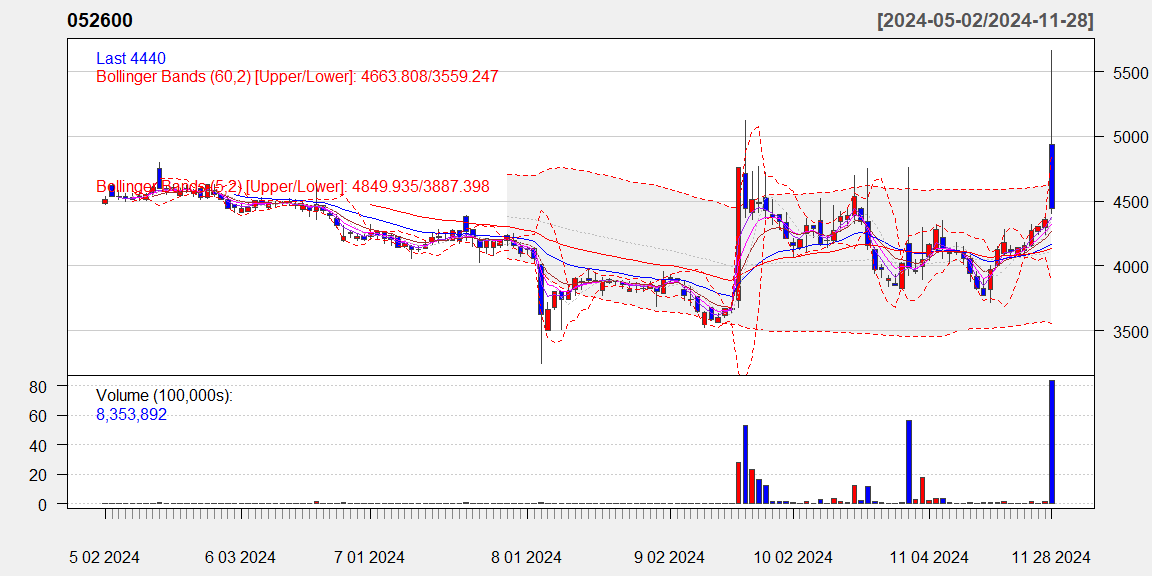 052600 [2024-05-02/2024-11-28]
Last 4440
Bollinger Bands (60,2) [Upper/Lower]: 4663.808/3559.247
Bollinger Bands (5,2) [Upper/Lower]: 4849.935/3887.398
5500
5000
4500
4000
3500
Volume (100,000s):
8,353,892
80
60
40
20
0
5 02 2024 6 03 2024 7 01 2024 8 01 2024 9 02 2024 10 02 2024 11 04 2024 11 28 2024